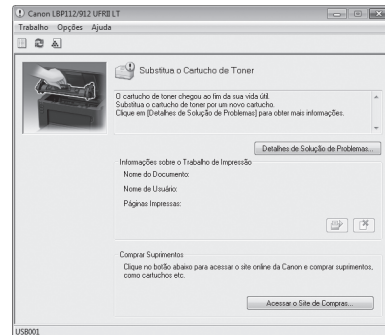 Canon LBP112/912 UFRII LT
Trabalho Opções Ajuda
Substitua o Cartucho de Toner
O cartucho de toner chegou ao fim da sua vida útil.
Substitua o cartucho de toner por um novo cartucho.
Clique em [Detalhes de Solução de Problemas] para obter mais informações.
Detalhes de Solução de Problemas...
Informações sobre o Trabalho de Impressão
Nome do Documento:
Nome de Usuário:
Páginas Impressas:
Comprar Suprimentos
Clique no botão abaixo para acessar o site online da Canon e comprar suprimentos,
como cartuchos etc.
Acessar o Site de Compras...
USB001